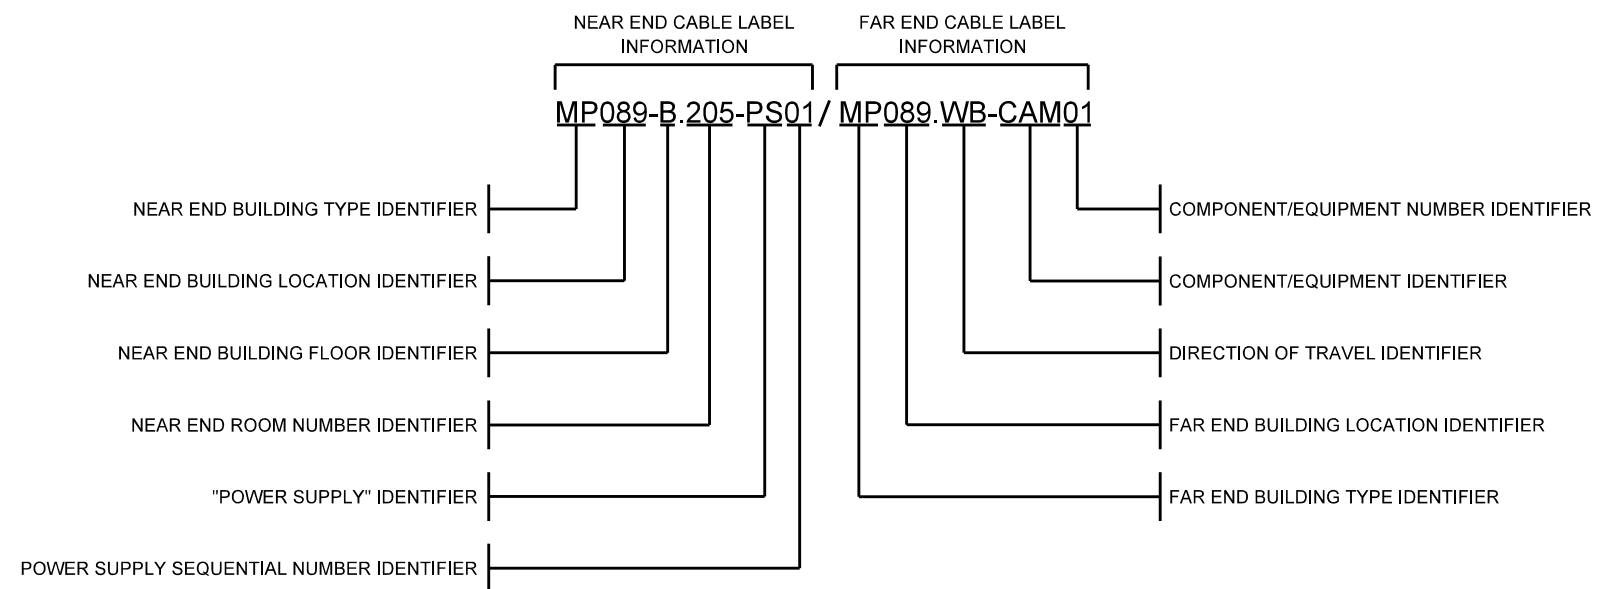 NEAR END CABLE LABEL
INFORMATION
FAR END CABLE LABEL
INFORMATION
MP089-B.205-PS01/MP089.WB-CAM01
NEAR END BUILDING TYPE IDENTIFIER
NEAR END BUILDING LOCATION IDENTIFIER
NEAR END BUILDING FLOOR IDENTIFIER
NEAR END ROOM NUMBER IDENTIFIER
"POWER SUPPLY" IDENTIFIER
POWER SUPPLY SEQUENTIAL NUMBER IDENTIFIER
COMPONENT/EQUIPMENT NUMBER IDENTIFIER
COMPONENT/EQUIPMENT IDENTIFIER
DIRECTION OF TRAVEL IDENTIFIER
FAR END BUILDING LOCATION IDENTIFIER
FAR END BUILDING TYPE IDENTIFIER